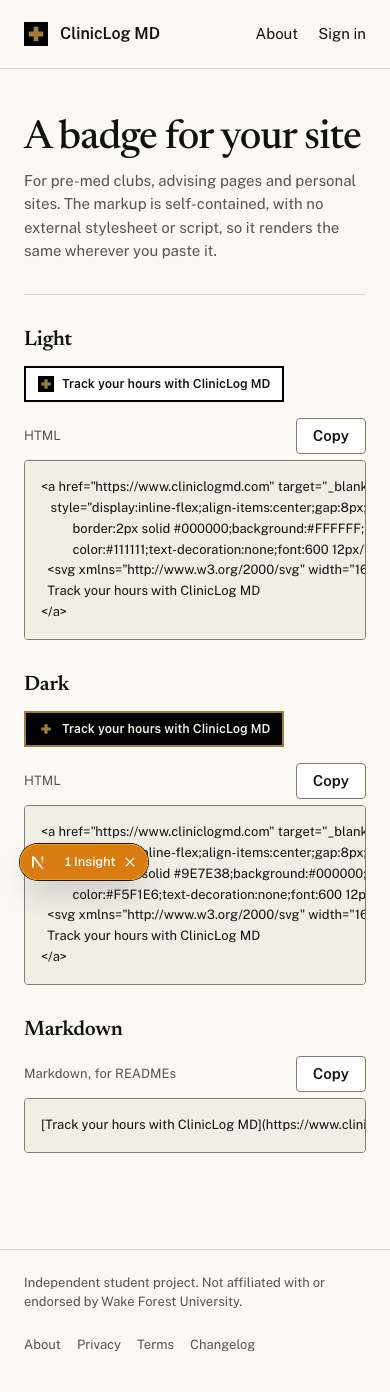 ClinicLog MD
About
Sign in
A badge for your site
For pre-med clubs, advising pages and personal
sites. The markup is self-contained, with no
external stylesheet or script, so it renders the
same wherever you paste it.
Light
Track your hours with ClinicLog MD
HTML
Copy
<a href="https://www.cliniclogmd.com" target="_blank
style="display:inline-flex;align-items:center;gap:8px;
border:2px solid #000000;background:#FFFFFF;
color:#111111;text-decoration:none;font:600 12px/
<svg xmlns="http://www.w3.org/2000/svg" width="16
Track your hours with ClinicLog MD
</a>
Dark
Track your hours with ClinicLog MD
HTML
Copy
<a href="https://www.cliniclogmd.com" target="_blank
nline-flex;align-items:center;gap:8px;
solid #9E7E38;background:#000000;
1 Insight
color:#F5F1E6;text-decoration:none;font:600 12p
<svg xmlns="http://www.w3.org/2000/svg" width="16
Track your hours with ClinicLog MD
</a>
Markdown
Markdown, for READMEs
Copy
[Track your hours with ClinicLog MD](https://www.clini
Independent student project. Not affiliated with or
endorsed by Wake Forest University.
About
Privacy
Terms
Changelog